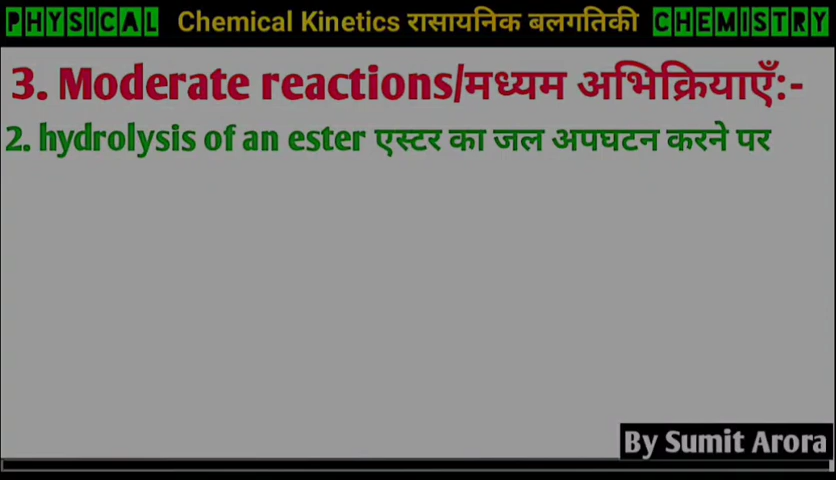 PHYSICAL Chemical Kinetics रासायनिक बलगतिकी CHEMISTRY
3. Moderate reactions/मध्यम अभिक्रियाएँ:-
2. hydrolysis of an ester एस्टर का जल अपघटन करने पर
By Sumit Arora